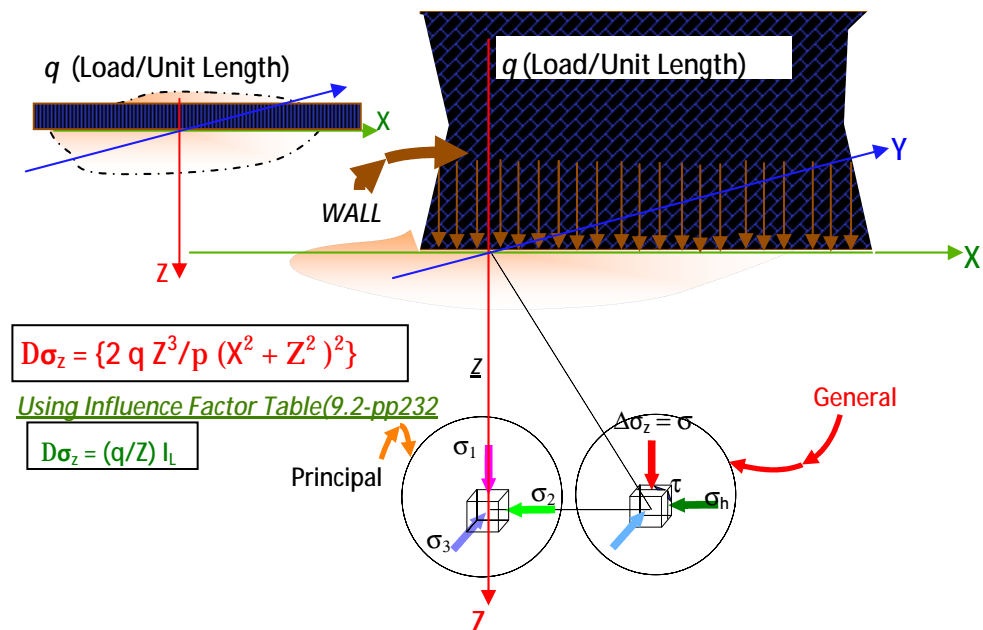 q (Load/Unit Length)
X
Z
q (Load/Unit Length)
WALL
Y
X
Dσz = {2 q Z³/p (X² + Z² )²}
Using Influence Factor Table(9.2-pp232
Dσz = (q/Z) IL
Principal
Z
General
σ1
σ2
σ3
Δσz = σ
τ
σh
Z